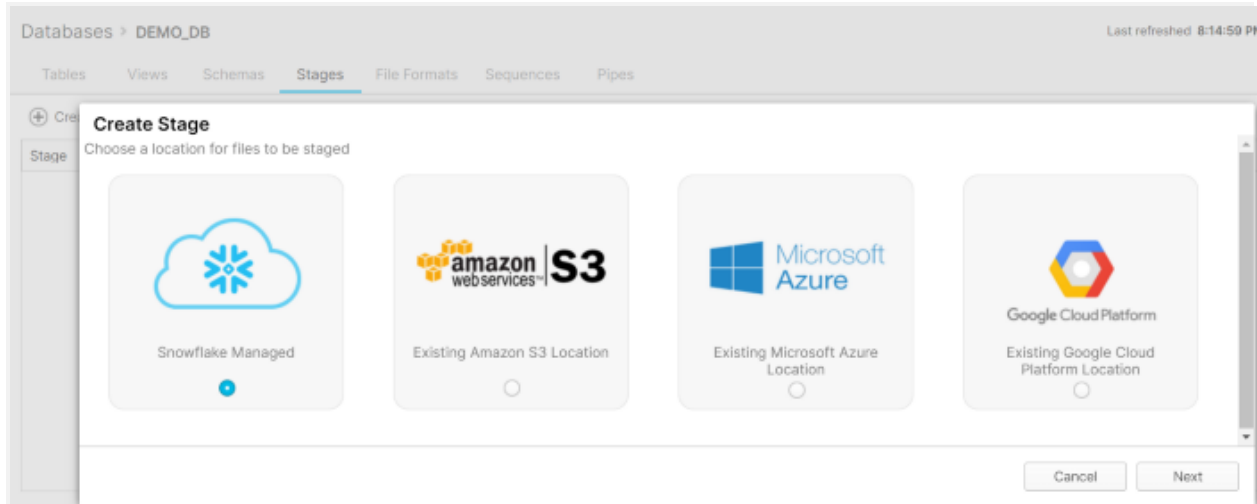 Databases > DEMO_DB
Last refreshed 8:14:59 PM
Tables Views Schemas Stages File Formats Sequences Pipes
Cre
Create Stage
Stage
Choose a location for files to be staged
amazon web services™ S3
Microsoft Azure
Google Cloud Platform
Snowflake Managed
Existing Amazon S3 Location
Existing Microsoft Azure
Location
Existing Google Cloud
Platform Location
Cancel Next